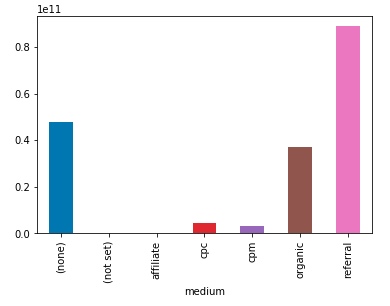 1e11
0.8
0.6
0.4
0.2
0.0
(none)
(not set)
affiliate
cpc
cpm
organic
referral
medium